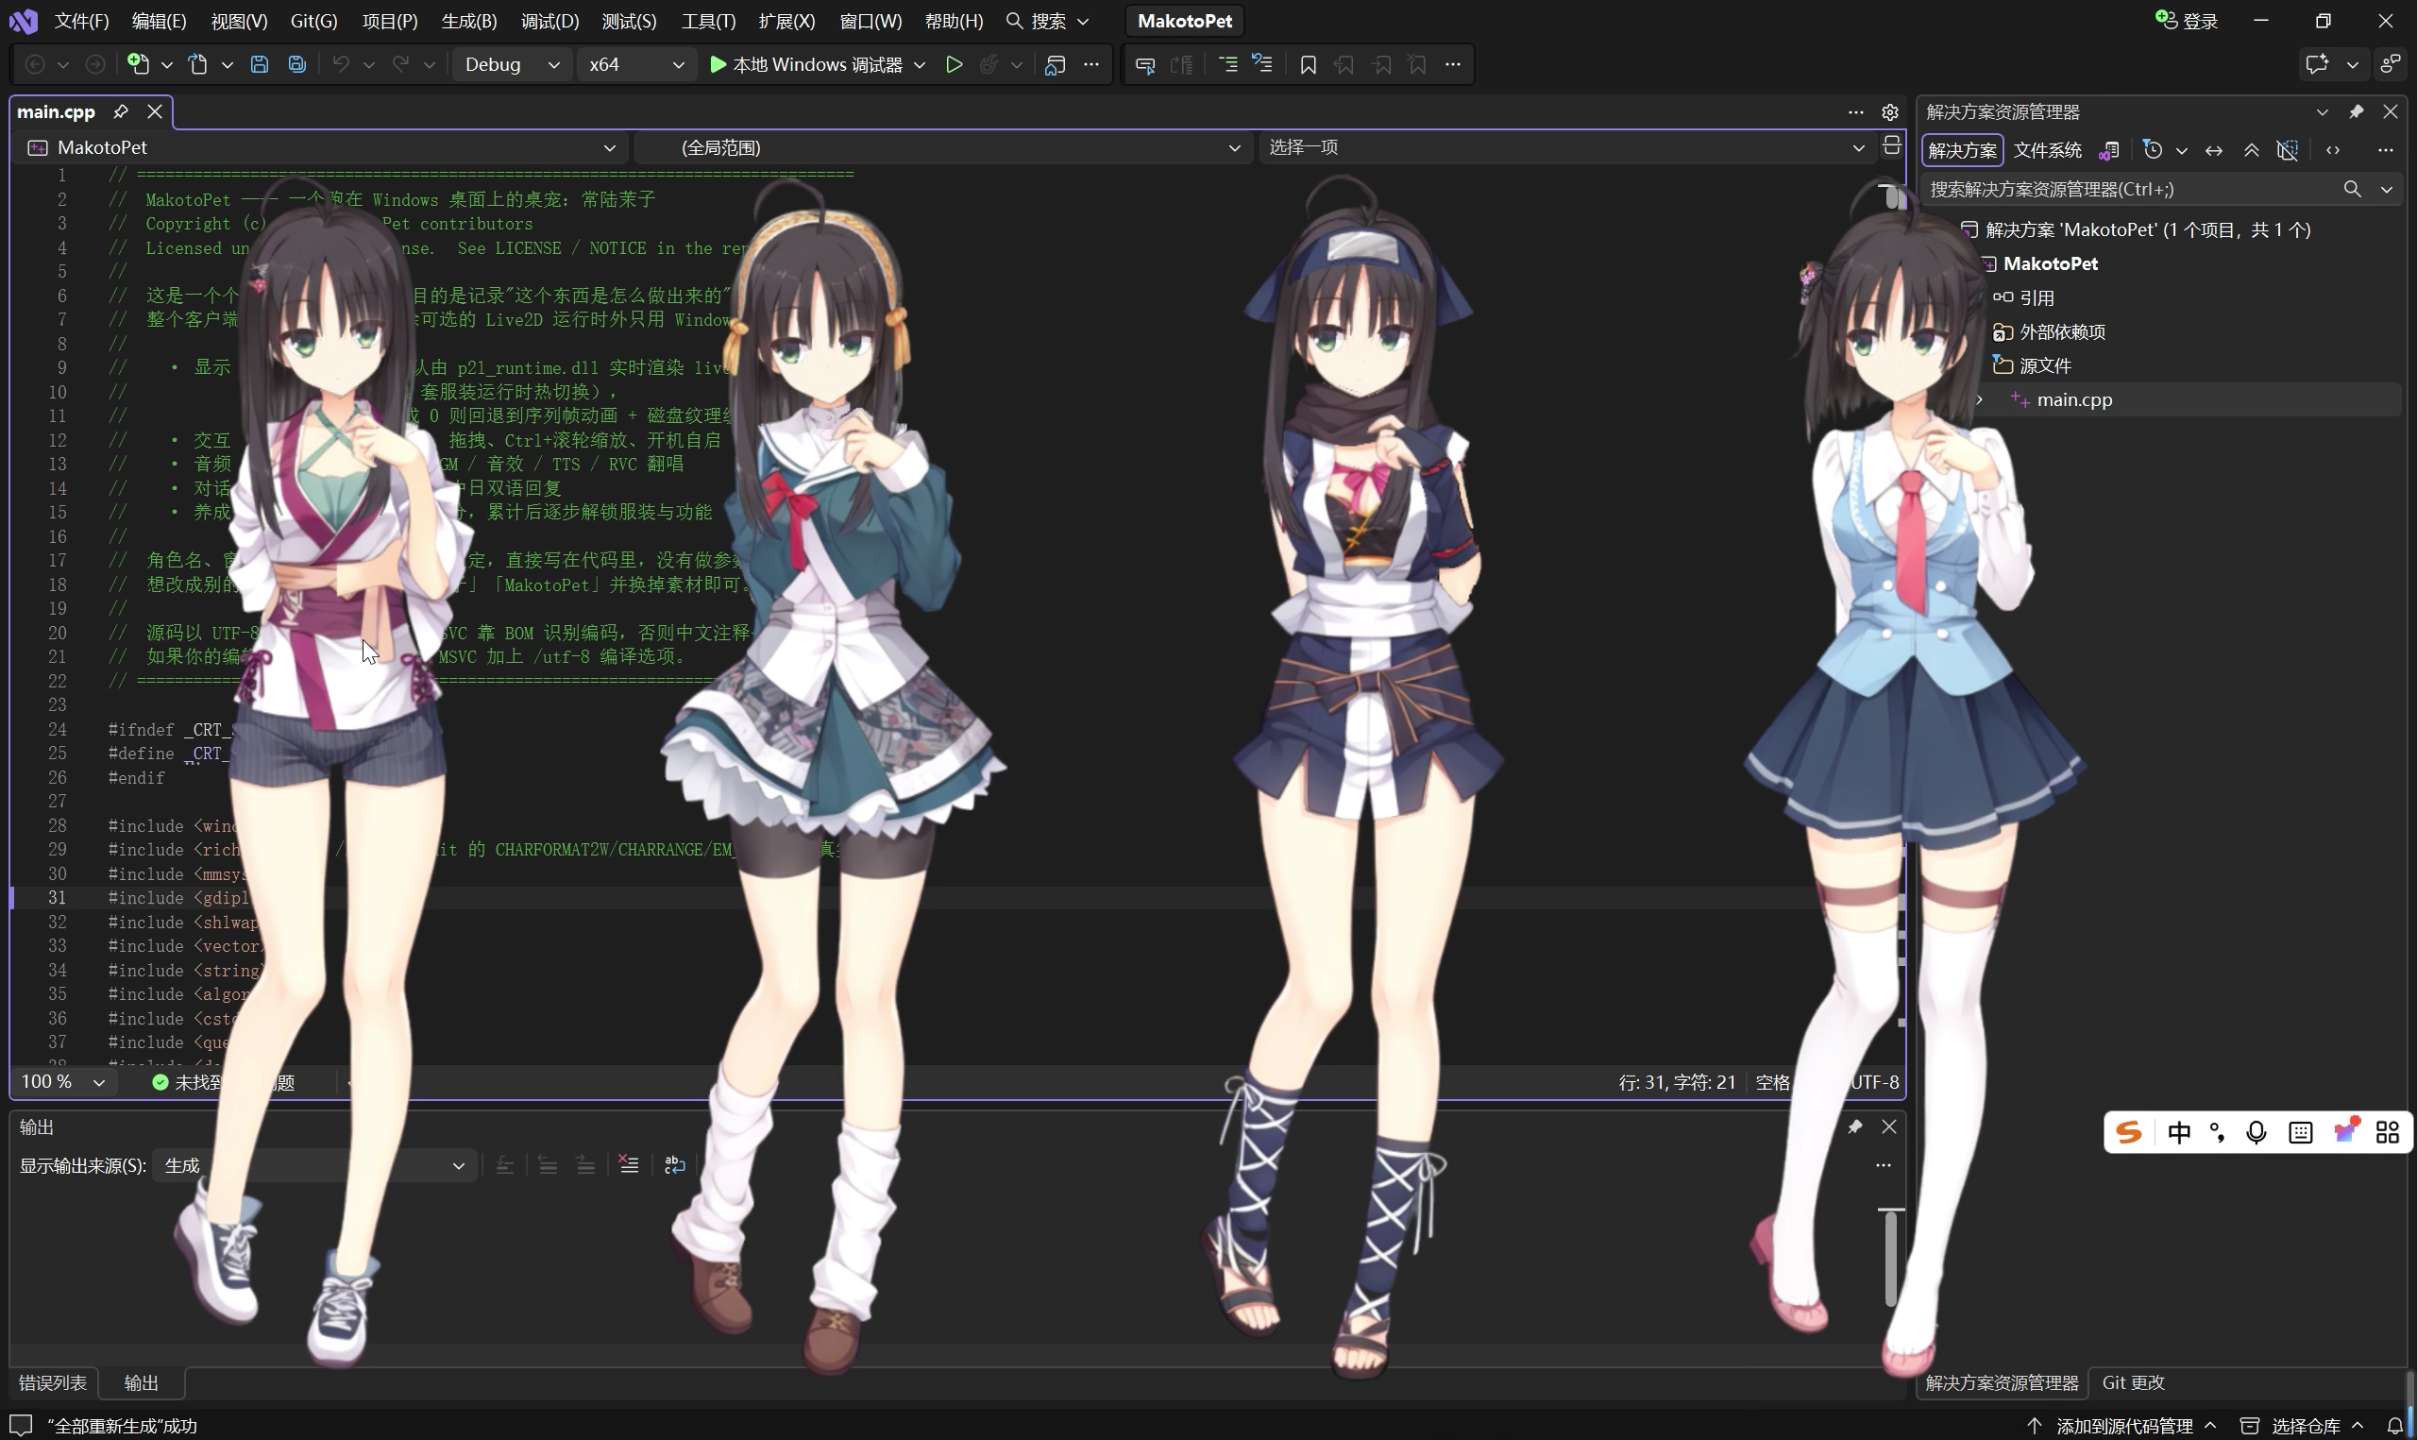 文件(F) 编辑(E) 视图(V) Git(G) 项目(P) 生成(B) 调试(D) 测试(S) 工具(T) 扩展(X) 窗口(W) 帮助(H) 搜索 MakotoPet 登录
Debug x64 本地 Windows 调试器
main.cpp
MakotoPet (全局范围) 选择一项
1 // ============================================================================
2 // MakotoPet —— 一个跑在 Windows 桌面上的桌宠：常陆茉子
3 // Copyright (c) Pet contributors
4 // Licensed un nse. See LICENSE / NOTICE in the rep
5 //
6 // 这是一个个 目的是记录"这个东西是怎么做出来的"
7 // 整个客户端 可选的 Live2D 运行时外只用 Window
8 //
9 // • 显示 人由 p2l_runtime.dll 实时渲染 liv
10 // 套服装运行时热切换），
11 // 成 0 则回退到序列帧动画 + 磁盘纹理
12 // • 交互 拖拽、Ctrl+滚轮缩放、开机自启
13 // • 音频 GM / 音效 / TTS / RVC 翻唱
14 // • 对话 中日双语回复
15 // • 养成 ，累计后逐步解锁服装与功能
16 //
17 // 角色名、 定，直接写在代码里，没有做参
18 // 想改成别的 」「MakotoPet」并换掉素材即可。
19 //
20 // 源码以 UTF-8 SVC 靠 BOM 识别编码，否则中文注释
21 // 如果你的编 MSVC 加上 /utf-8 编译选项。
22 // ============================================================================
23
24 #ifndef _CRT_
25 #define _CRT_
26 #endif
27
28 #include <wind
29 #include <rich / it 的 CHARFORMAT2W/CHARRANGE/EM_ 真
30 #include <mmsys
31 #include <gdipl
32 #include <shlwap
33 #include <vector
34 #include <string
35 #include <algor
36 #include <cstd
37 #include <que
100 % 未找到 题 行: 31, 字符: 21 空格 UTF-8
输出
显示输出来源(S): 生成
错误列表 输出
"全部重新生成"成功
解决方案资源管理器
解决方案 文件系统
搜索解决方案资源管理器(Ctrl+;)
解决方案 'MakotoPet' (1 个项目，共 1 个)
MakotoPet
引用
外部依赖项
源文件
main.cpp
中
解决方案资源管理器 Git 更改
添加到源代码管理 选择仓库